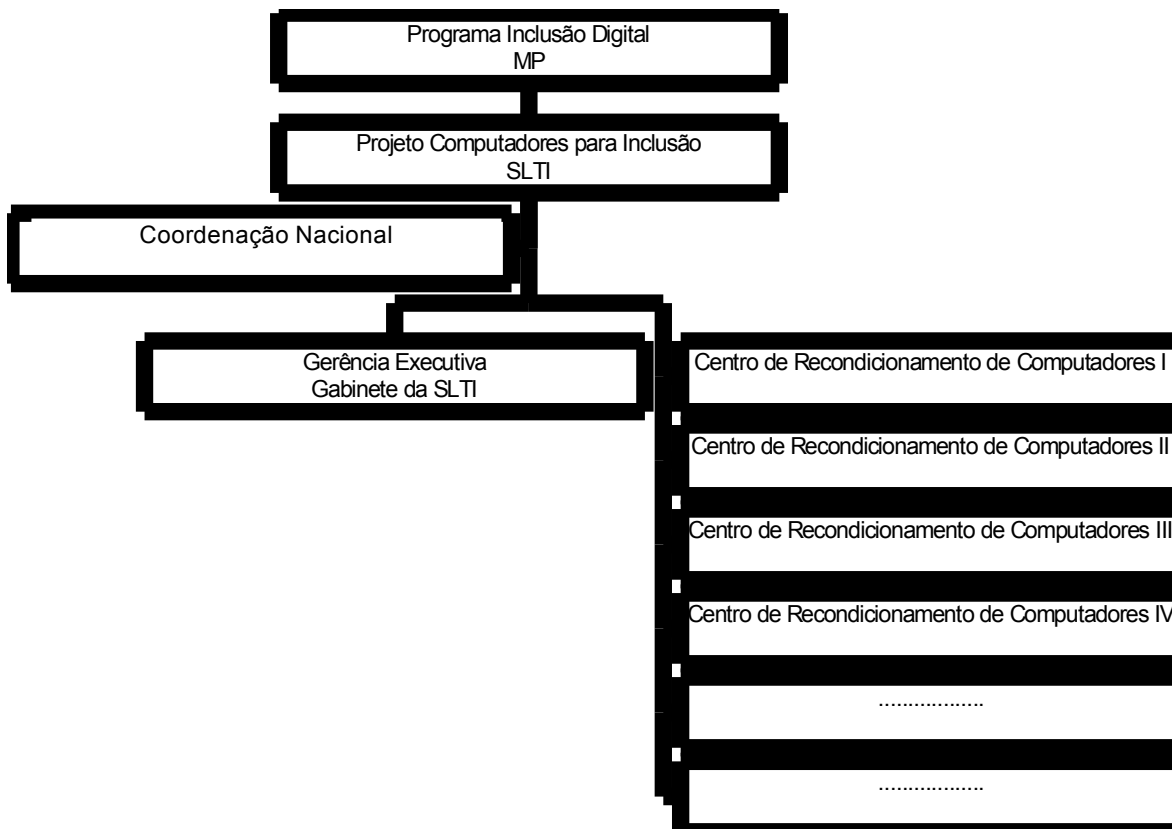 Programa Inclusão Digital
MP
Projeto Computadores para Inclusão
SLTI
Coordenação Nacional
Gerência Executiva
Gabinete da SLTI
Centro de Recondicionamento de Computadores I
Centro de Recondicionamento de Computadores II
Centro de Recondicionamento de Computadores III
Centro de Recondicionamento de Computadores IV
..................
..................